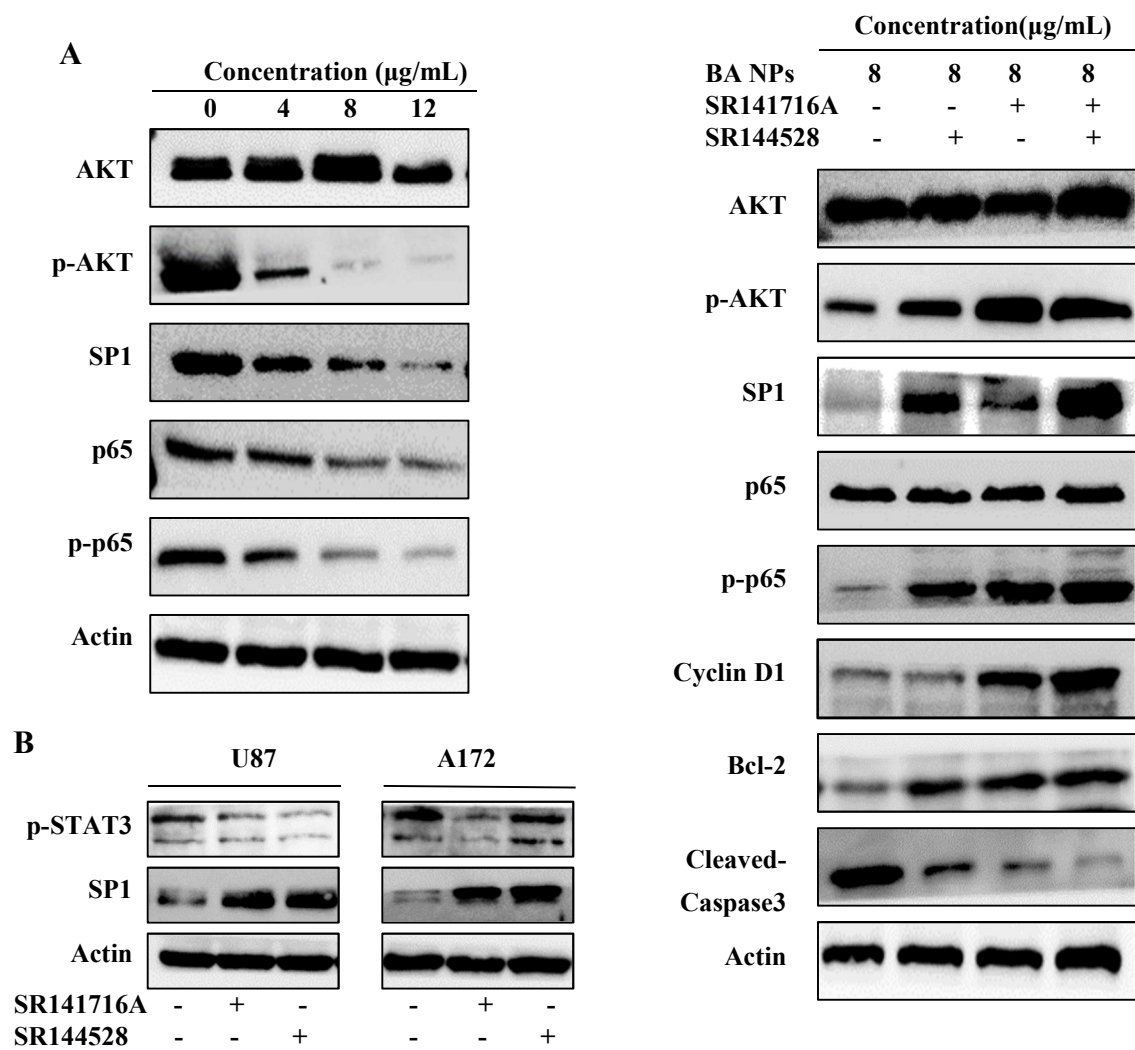 A
Concentration (μg/mL)
0 4 8 12
AKT
p-AKT
SP1
p65
p-p65
Actin
B
U87 A172
p-STAT3
SP1
Actin
SR141716A - + - - + -
SR144528 - - + - - +
Concentration(μg/mL)
BA NPs 8 8 8 8
SR141716A - - + +
SR144528 - + - +
AKT
p-AKT
SP1
p65
p-p65
Cyclin D1
Bcl-2
Cleaved-
Caspase3
Actin